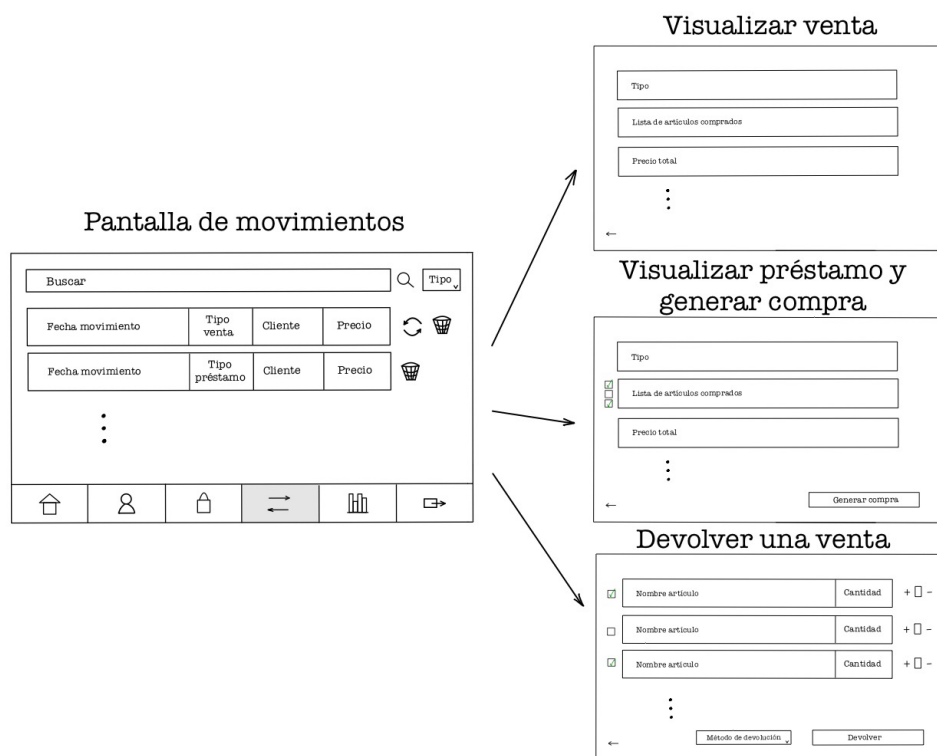 Visualizar venta
Tipo
Lista de artículos comprados
Precio total
Pantalla de movimientos
Buscar
Tipo
Fecha movimiento
Tipo
venta
Cliente
Precio
Fecha movimiento
Tipo
préstamo
Cliente
Precio
Visualizar préstamo y
generar compra
Tipo
Lista de artículos comprados
Precio total
Generar compra
Devolver una venta
Nombre artículo
Cantidad
+ −
Nombre artículo
Cantidad
+ −
Nombre artículo
Cantidad
+ −
Método de devolución
Devolver